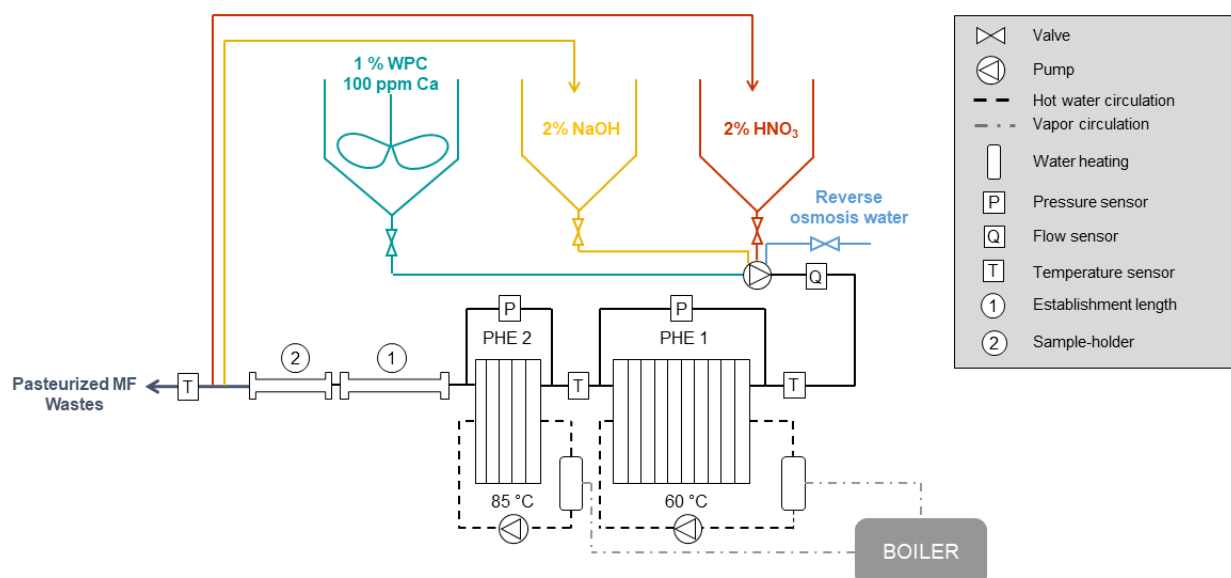 1 % WPC
100 ppm Ca
2% NaOH
2% HNO₃
Reverse
osmosis water
Q
P
P
PHE 2
PHE 1
2
1
Pasteurized MF
Wastes
T
T
T
85 °C
60 °C
BOILER
Valve
Pump
Hot water circulation
Vapor circulation
Water heating
P Pressure sensor
Q Flow sensor
T Temperature sensor
1 Establishment length
2 Sample-holder